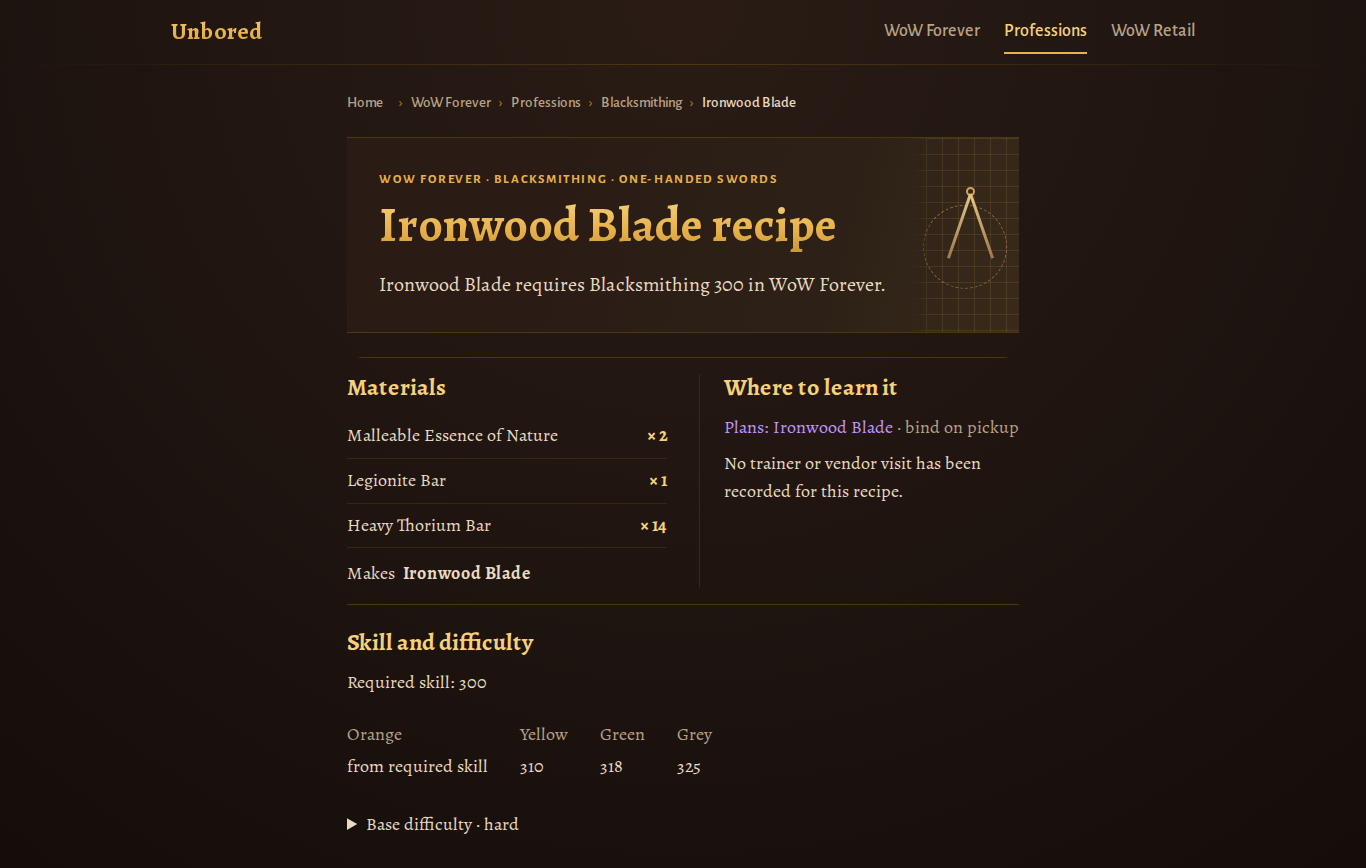 Unbored
WoW Forever
Professions
WoW Retail
Home › WoW Forever › Professions › Blacksmithing › Ironwood Blade
WOW FOREVER · BLACKSMITHING · ONE-HANDED SWORDS
Ironwood Blade recipe
Ironwood Blade requires Blacksmithing 300 in WoW Forever.
Materials
Malleable Essence of Nature × 2
Legionite Bar × 1
Heavy Thorium Bar × 14
Makes Ironwood Blade
Where to learn it
Plans: Ironwood Blade · bind on pickup
No trainer or vendor visit has been
recorded for this recipe.
Skill and difficulty
Required skill: 300
Orange Yellow Green Grey
from required skill 310 318 325
Base difficulty · hard